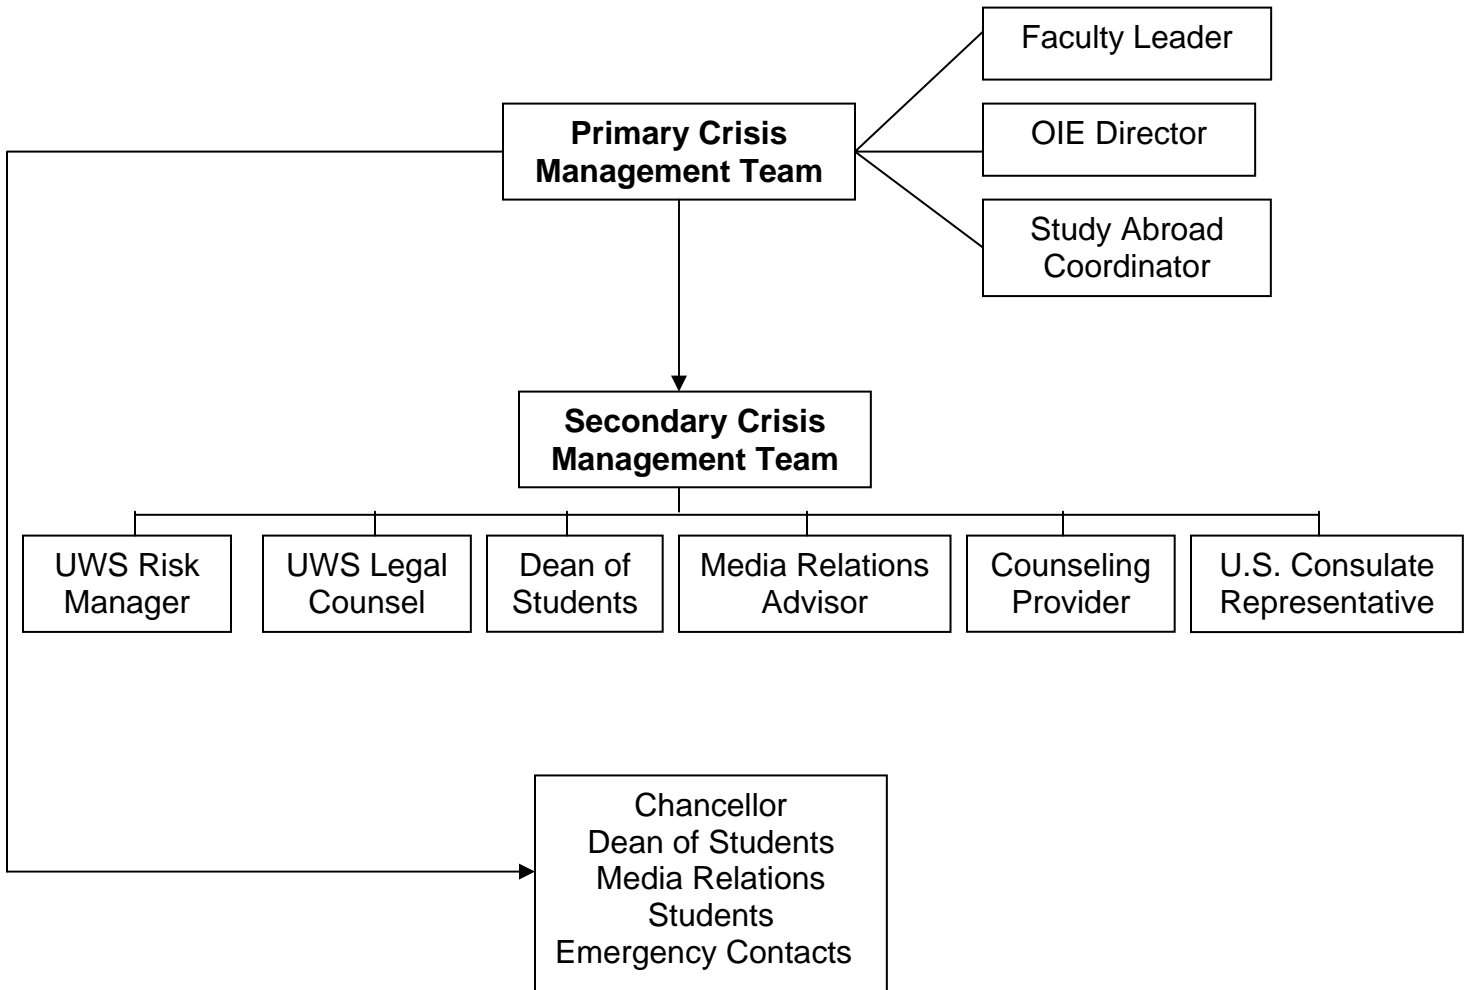 Faculty Leader
Primary Crisis
Management Team
OIE Director
Study Abroad
Coordinator
Secondary Crisis
Management Team
UWS Risk
Manager
UWS Legal
Counsel
Dean of
Students
Media Relations
Advisor
Counseling
Provider
U.S. Consulate
Representative
Chancellor
Dean of Students
Media Relations
Students
Emergency Contacts